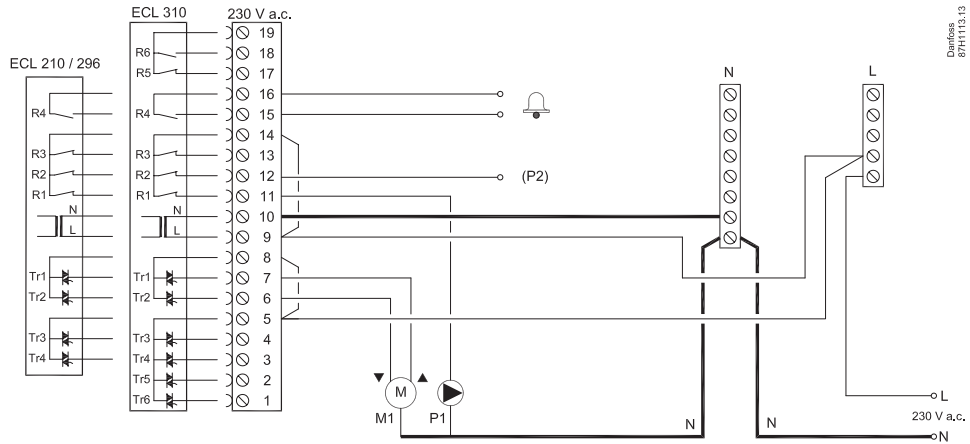 ECL 310
230 V a.c.
Danfoss
87H1113.13
ECL 210 / 296
19
R6
18
R5
17
N
L
16
R4
R4
15
14
R3
R3
13
R2
R2
12
(P2)
R1
R1
11
N
N
10
L
L
9
8
Tr1
Tr1
7
Tr2
Tr2
6
5
Tr3
Tr3
4
Tr4
Tr4
3
Tr5
2
Tr6
1
M
M1
P1
N
N
L
230 V a.c.
N